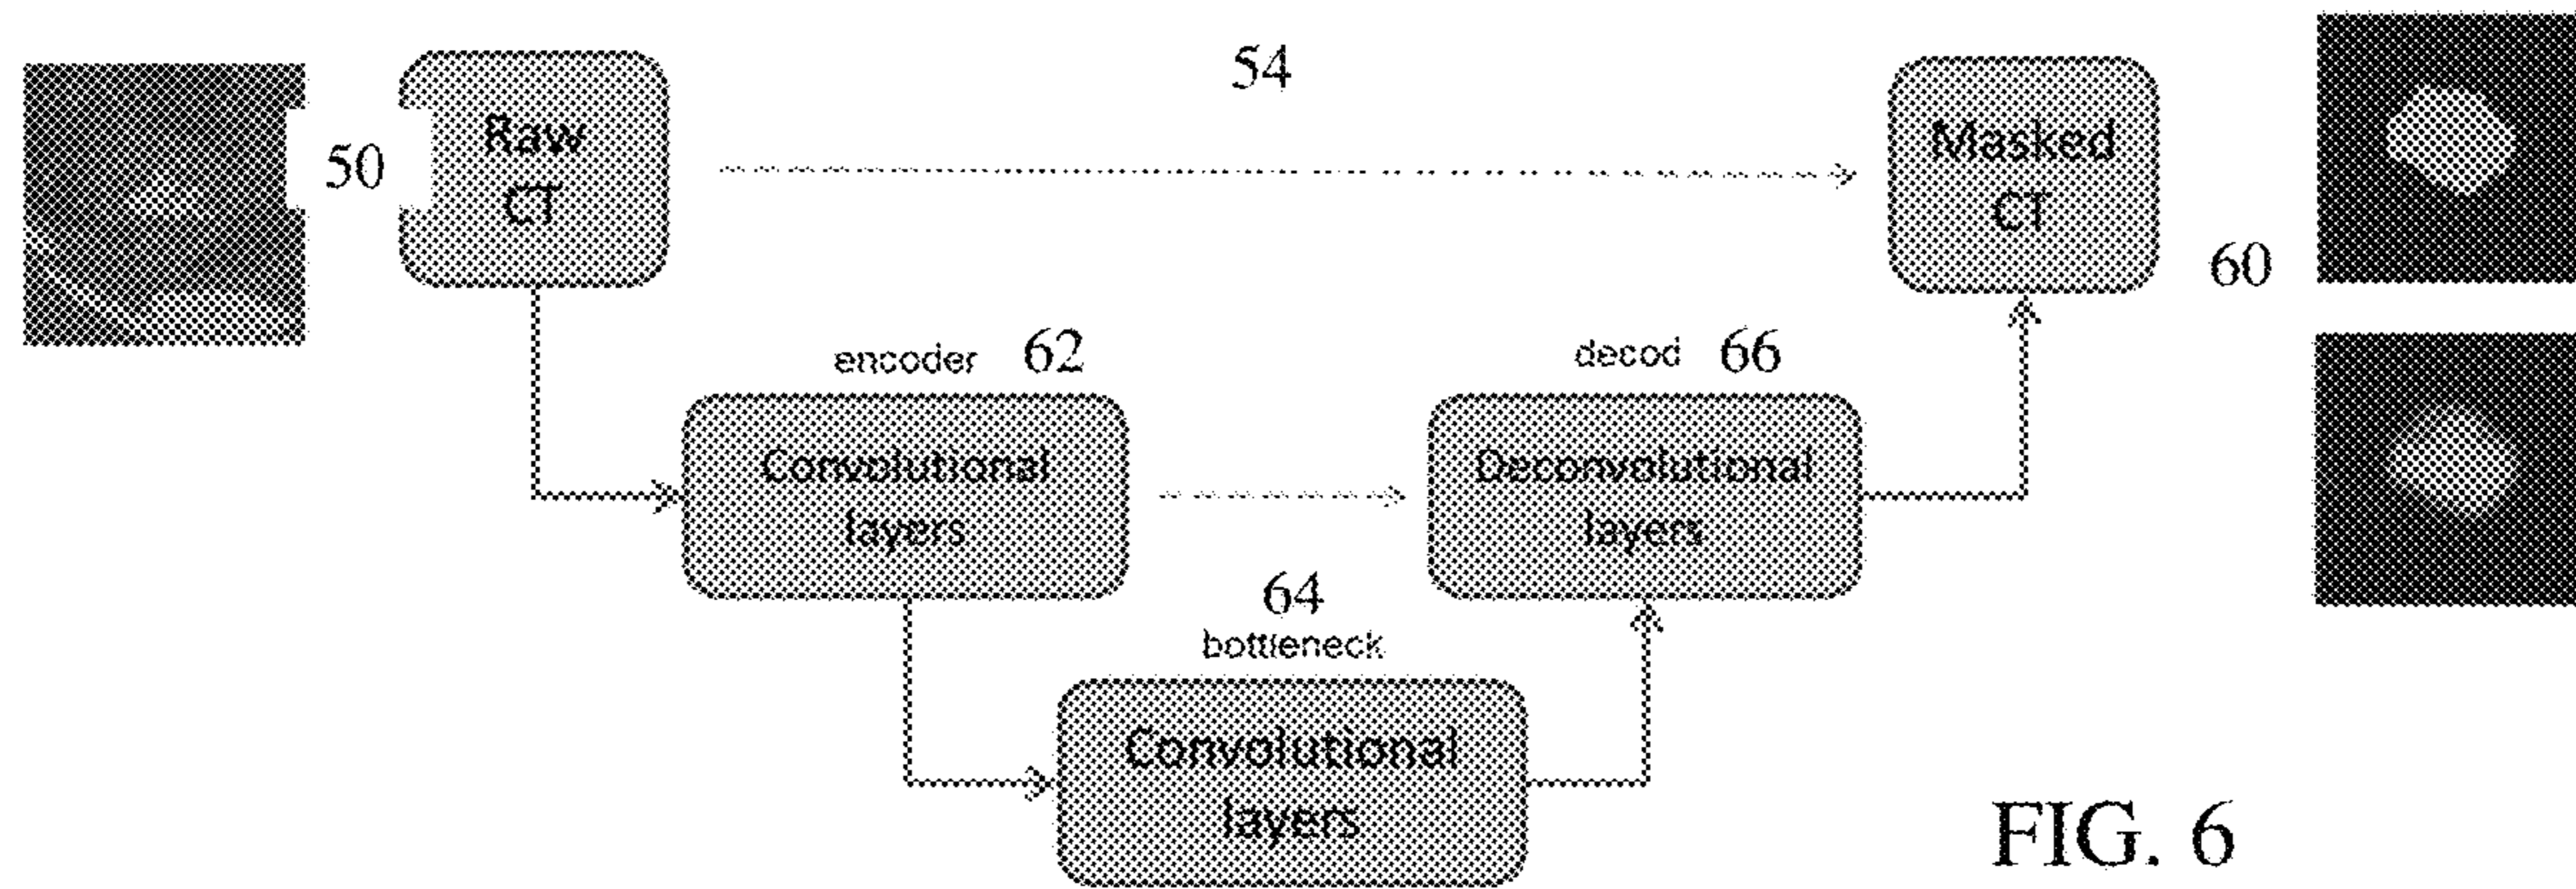 54
50
Raw
CT
Masked
CT
60
encoder 62
decod 66
Convolutional
layers
Deconvolutional
layers
64
bottleneck
Convolutional
layers
FIG. 6